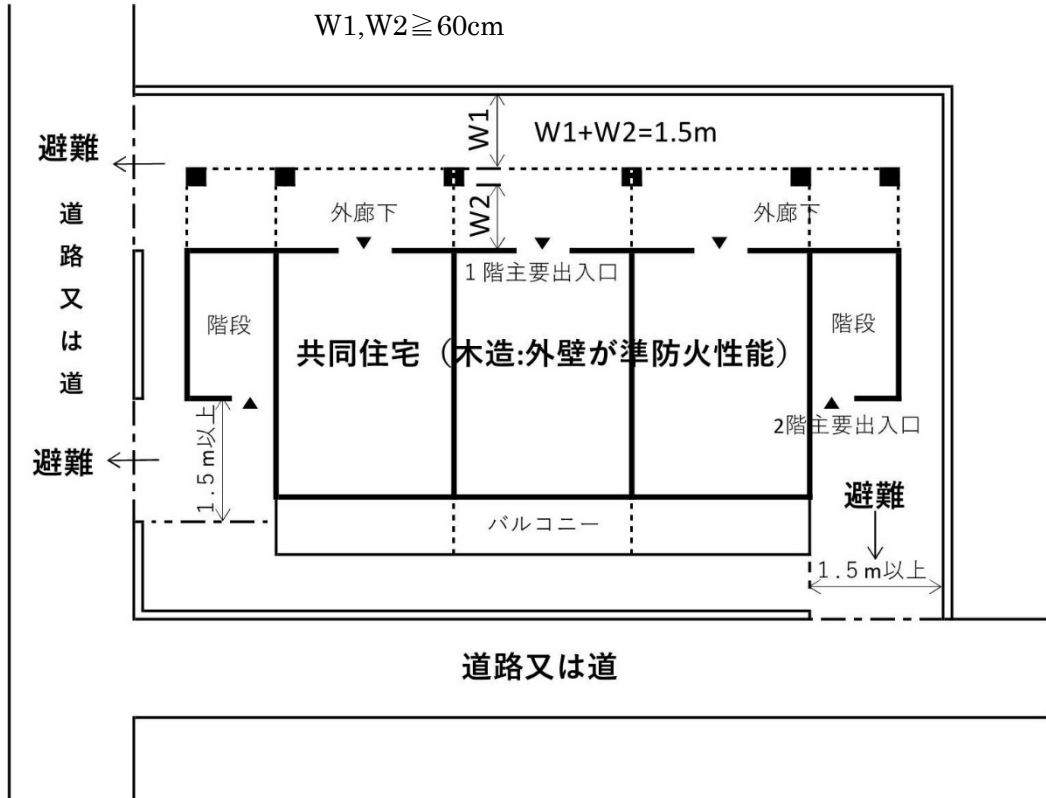 W1,W2≧60cm
W1
W1+W2=1.5m
避難
道路又は道
外廊下
W2
外廊下
1階主要出入口
階段
階段
共同住宅（木造:外壁が準防火性能）
2階主要出入口
1.5m以上
避難
避難
バルコニー
1.5m以上
道路又は道